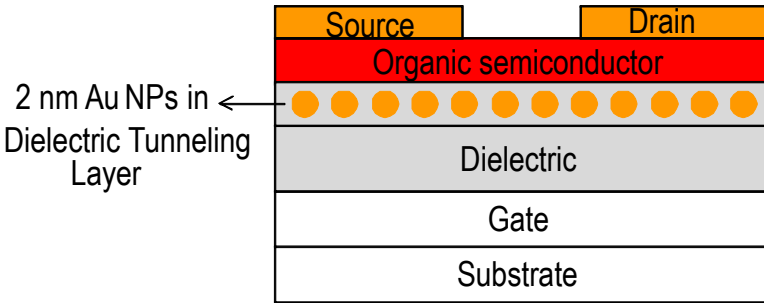 Source
Drain
Organic semiconductor
2 nm Au NPs in
Dielectric Tunneling
Layer
Dielectric
Gate
Substrate